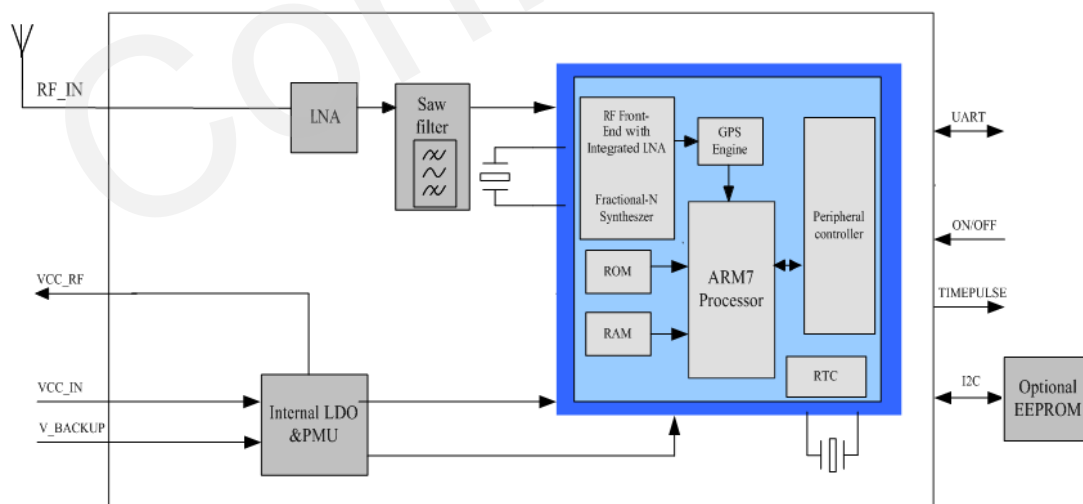 RF_IN
LNA
Saw
filter
RF Front-
End with
Integrated LNA
Fractional-N
Syntheszer
GPS
Engine
Peripheral
controller
ROM
RAM
ARM7
Processor
RTC
UART
ON/OFF
TIMEPULSE
I2C
Optional
EEPROM
VCC_RF
VCC_IN
V_BACKUP
Internal LDO
&PMU